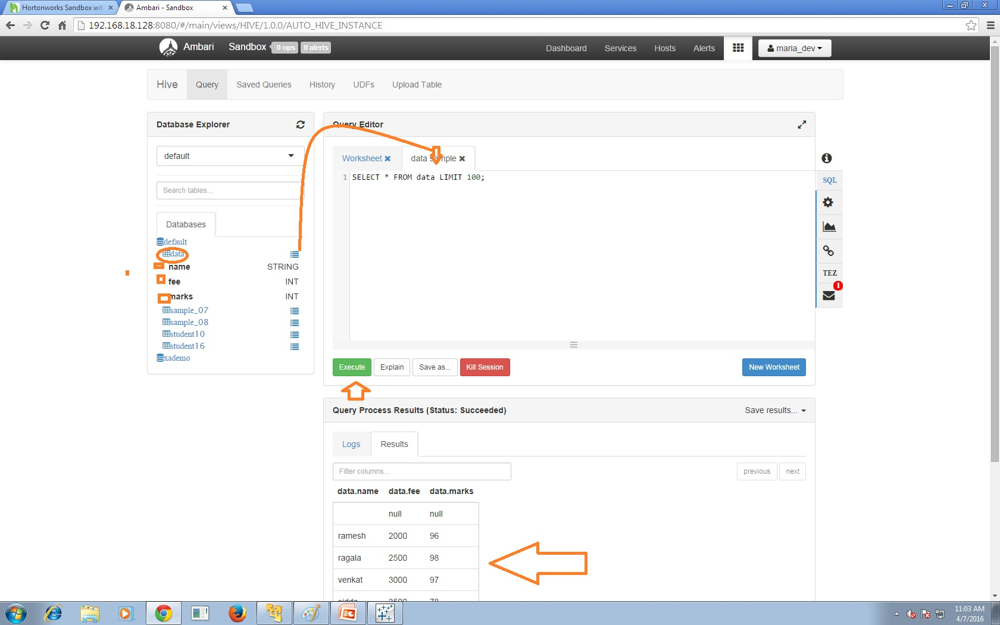 Hortonworks Sandbox wit
Ambari - Sandbox
192.168.18.128:8080/#/main/views/HIVE/1.0.0/AUTO_HIVE_INSTANCE
Ambari Sandbox 0 ops 0 alerts Dashboard Services Hosts Alerts maria_dev
Hive Query Saved Queries History UDFs Upload Table
Database Explorer
default
Search tables...
Databases
default
data
name STRING
fee INT
marks INT
sample_07
sample_08
student10
student16
xademo
Query Editor
Worksheet data sample
1 SELECT * FROM data LIMIT 100;
SQL
TEZ
1
Execute Explain Save as... Kill Session New Worksheet
Query Process Results (Status: Succeeded) Save results...
Logs Results
Filter columns... previous next
data.name data.fee data.marks
null null
ramesh 2000 96
ragala 2500 98
venkat 3000 97
11:03 AM
4/7/2016